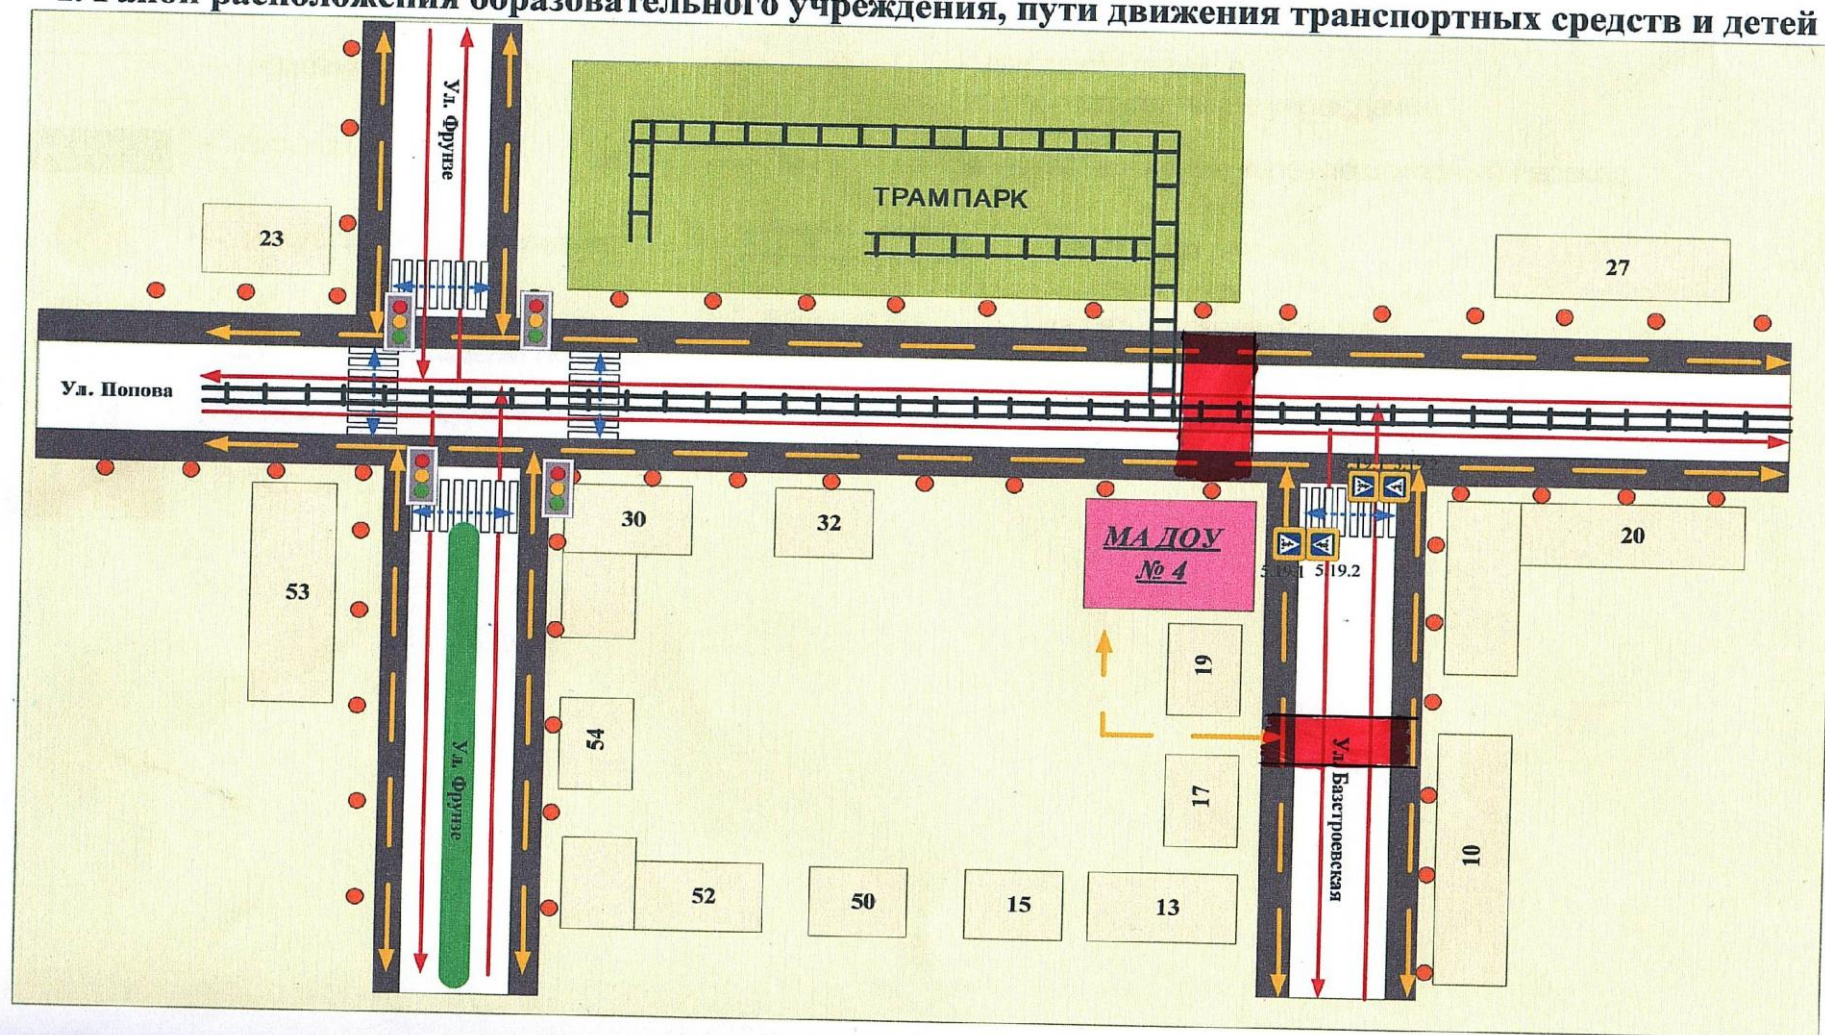 Район расположения образовательного учреждения, пути движения транспортных средств и детей
Ул. Фрунзе
ТРАМПАРК
23
27
Ул. Попова
30
32
МА ДОУ
№ 4
20
53
5.19.1 5.19.2
19
54
17
Ул. Фрунзе
Ул. Базстроевская
10
52
50
15
13